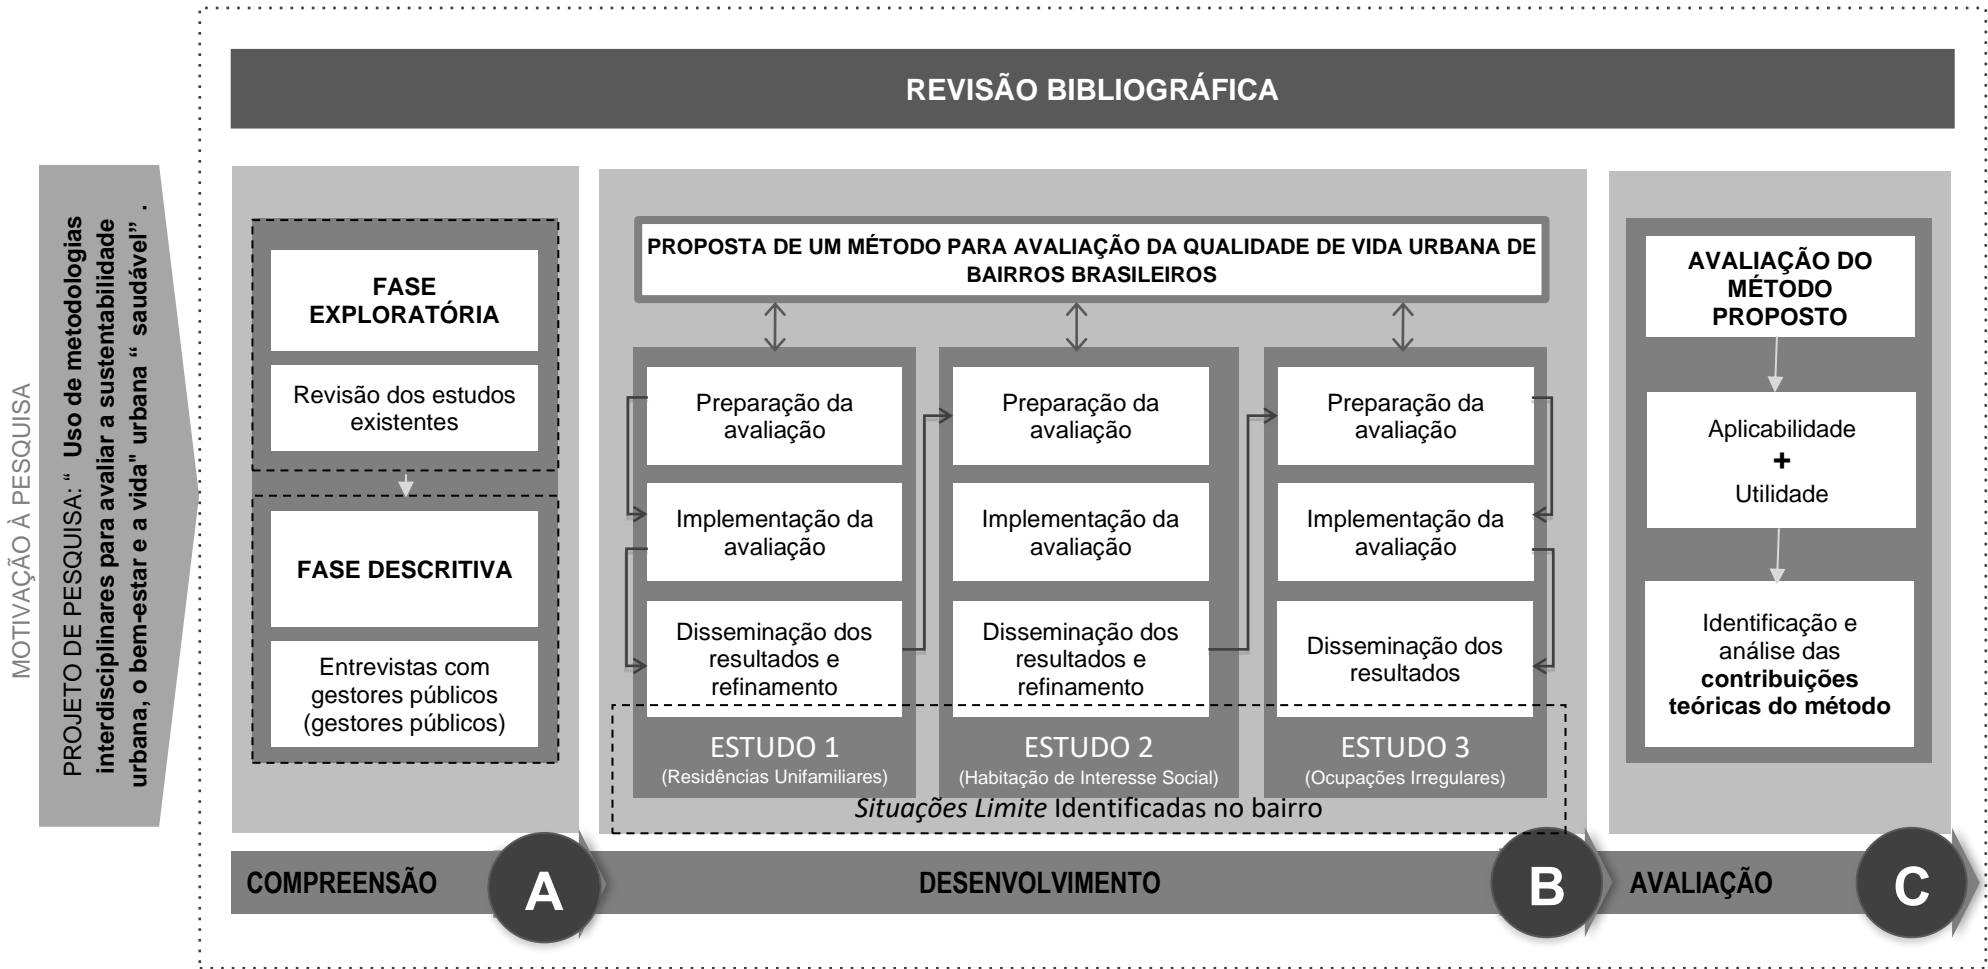 REVISÃO BIBLIOGRÁFICA
MOTIVAÇÃO À PESQUISA
PROJETO DE PESQUISA: “ Uso de metodologias
interdisciplinares para avaliar a sustentabilidade
urbana, o bem-estar e a vida" urbana “ saudável” .
FASE
EXPLORATÓRIA
Revisão dos estudos
existentes
FASE DESCRITIVA
Entrevistas com
gestores públicos
(gestores públicos)
PROPOSTA DE UM MÉTODO PARA AVALIAÇÃO DA QUALIDADE DE VIDA URBANA DE
BAIRROS BRASILEIROS
Preparação da
avaliação
Implementação da
avaliação
Disseminação dos
resultados e
refinamento
ESTUDO 1
(Residências Unifamiliares)
Preparação da
avaliação
Implementação da
avaliação
Disseminação dos
resultados e
refinamento
ESTUDO 2
(Habitação de Interesse Social)
Preparação da
avaliação
Implementação da
avaliação
Disseminação dos
resultados
ESTUDO 3
(Ocupações Irregulares)
Situações Limite Identificadas no bairro
AVALIAÇÃO DO
MÉTODO
PROPOSTO
Aplicabilidade
+
Utilidade
Identificação e
análise das
contribuições
teóricas do método
COMPREENSÃO
A
DESENVOLVIMENTO
B
AVALIAÇÃO
C